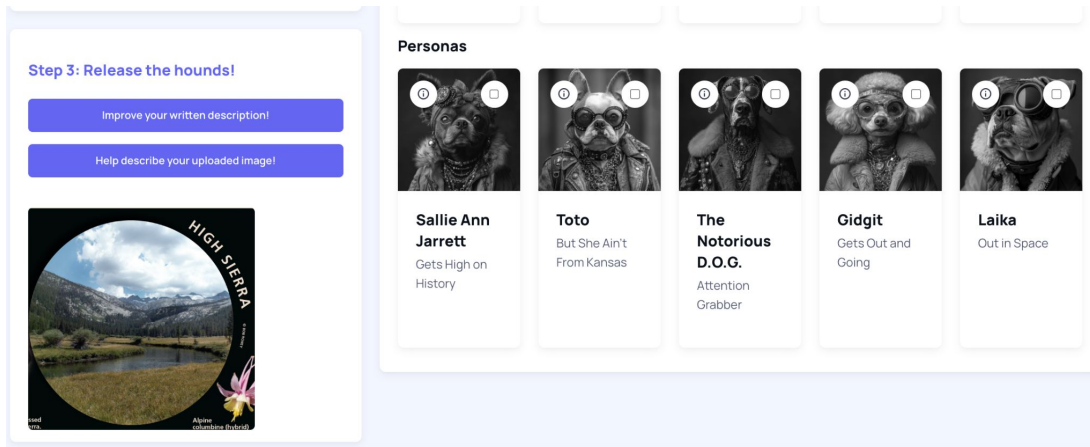 Step 3: Release the hounds!
Improve your written description!
Help describe your uploaded image!
HIGH SIERRA
ssed
erra.
Alpine
columbine (hybrid)
Personas
Sallie Ann
Jarrett
Gets High on
History
Toto
But She Ain't
From Kansas
The
Notorious
D.O.G.
Attention
Grabber
Gidgit
Gets Out and
Going
Laika
Out in Space